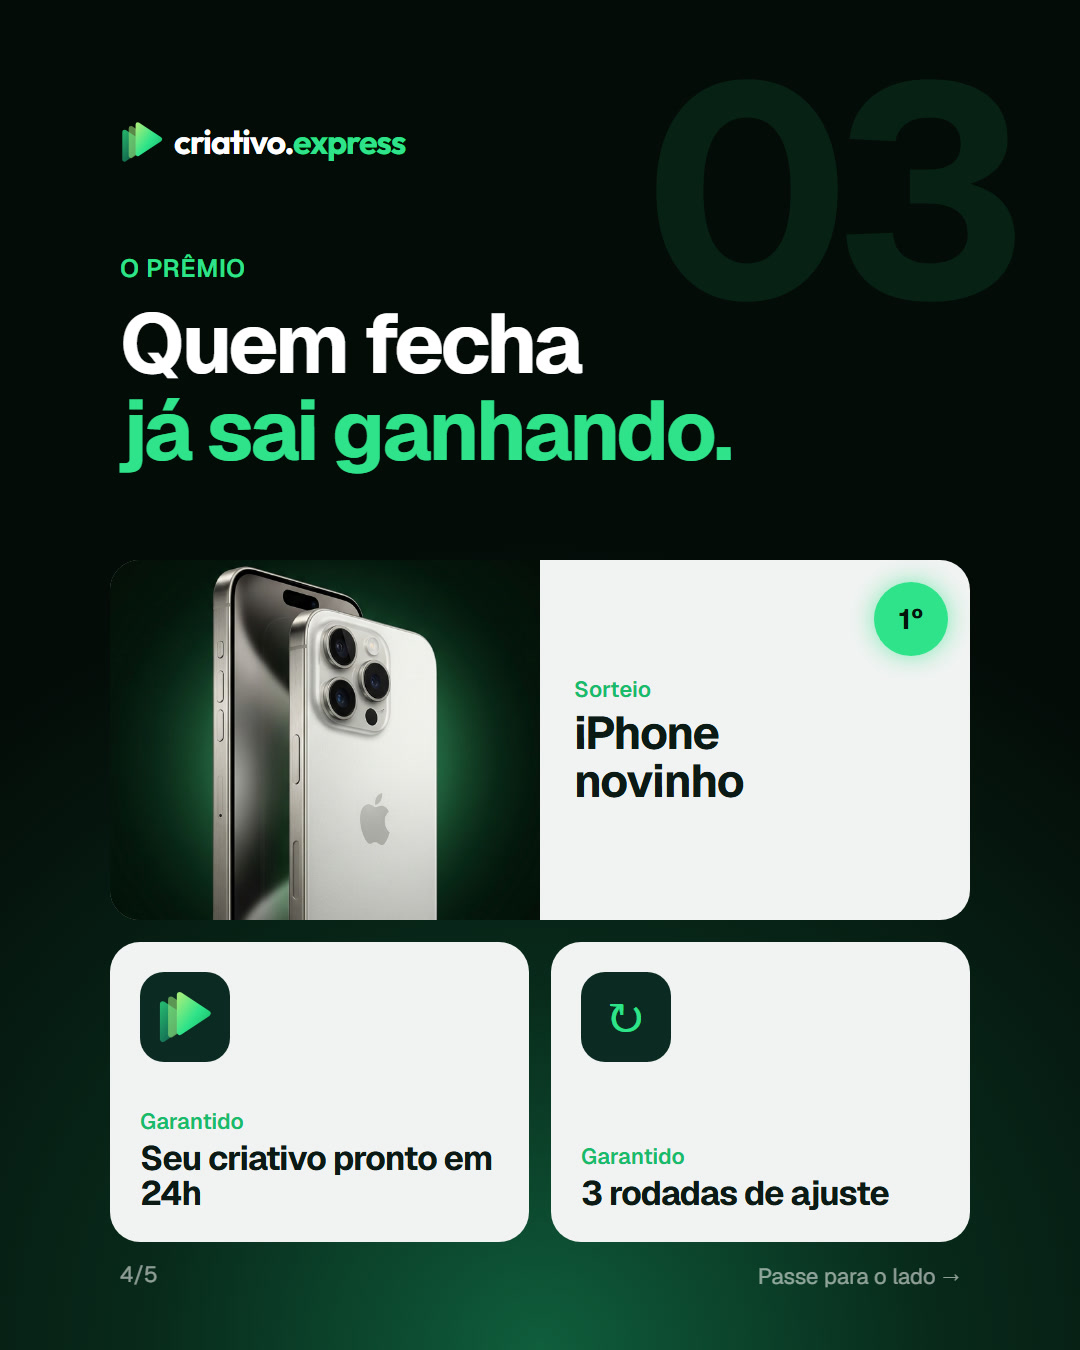 03
criativo.express
O PRÊMIO
Quem fecha
já sai ganhando.
1º
Sorteio
iPhone
novinho
Garantido
Seu criativo pronto em
24h
Garantido
3 rodadas de ajuste
4/5
Passe para o lado →